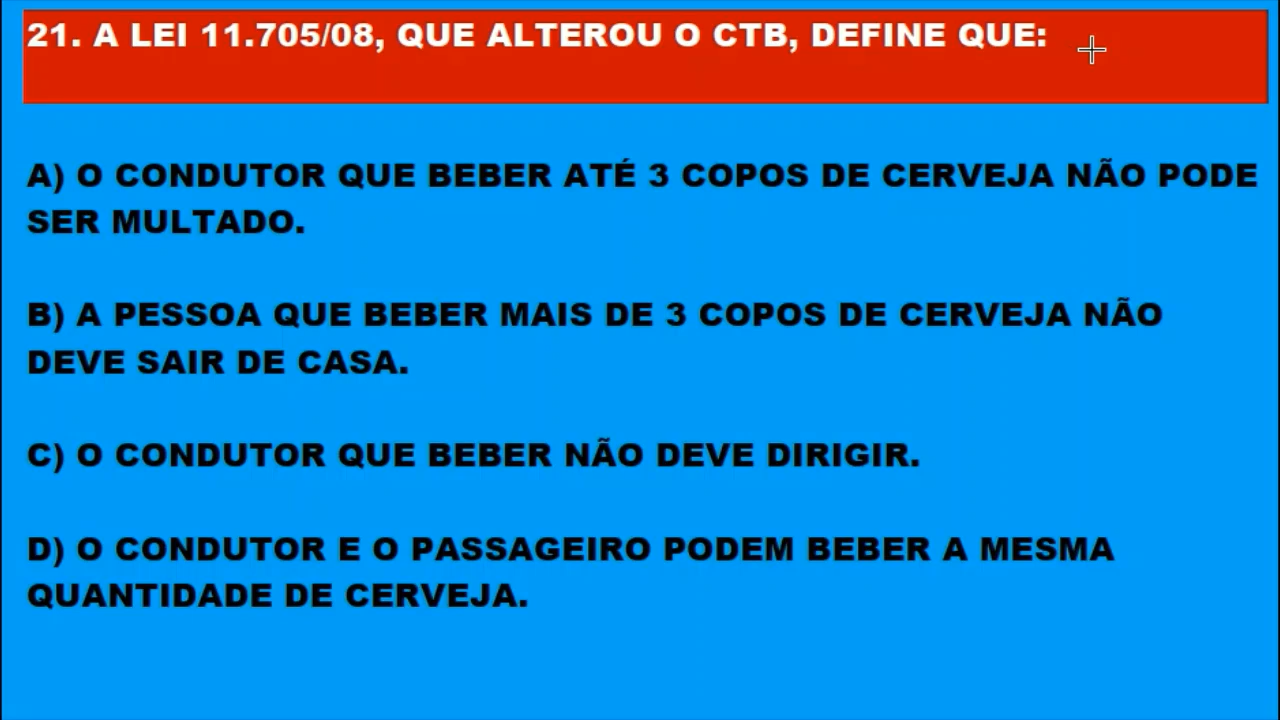 21. A LEI 11.705/08, QUE ALTEROU O CTB, DEFINE QUE:
A) O CONDUTOR QUE BEBER ATÉ 3 COPOS DE CERVEJA NÃO PODE
SER MULTADO.
B) A PESSOA QUE BEBER MAIS DE 3 COPOS DE CERVEJA NÃO
DEVE SAIR DE CASA.
C) O CONDUTOR QUE BEBER NÃO DEVE DIRIGIR.
D) O CONDUTOR E O PASSAGEIRO PODEM BEBER A MESMA
QUANTIDADE DE CERVEJA.